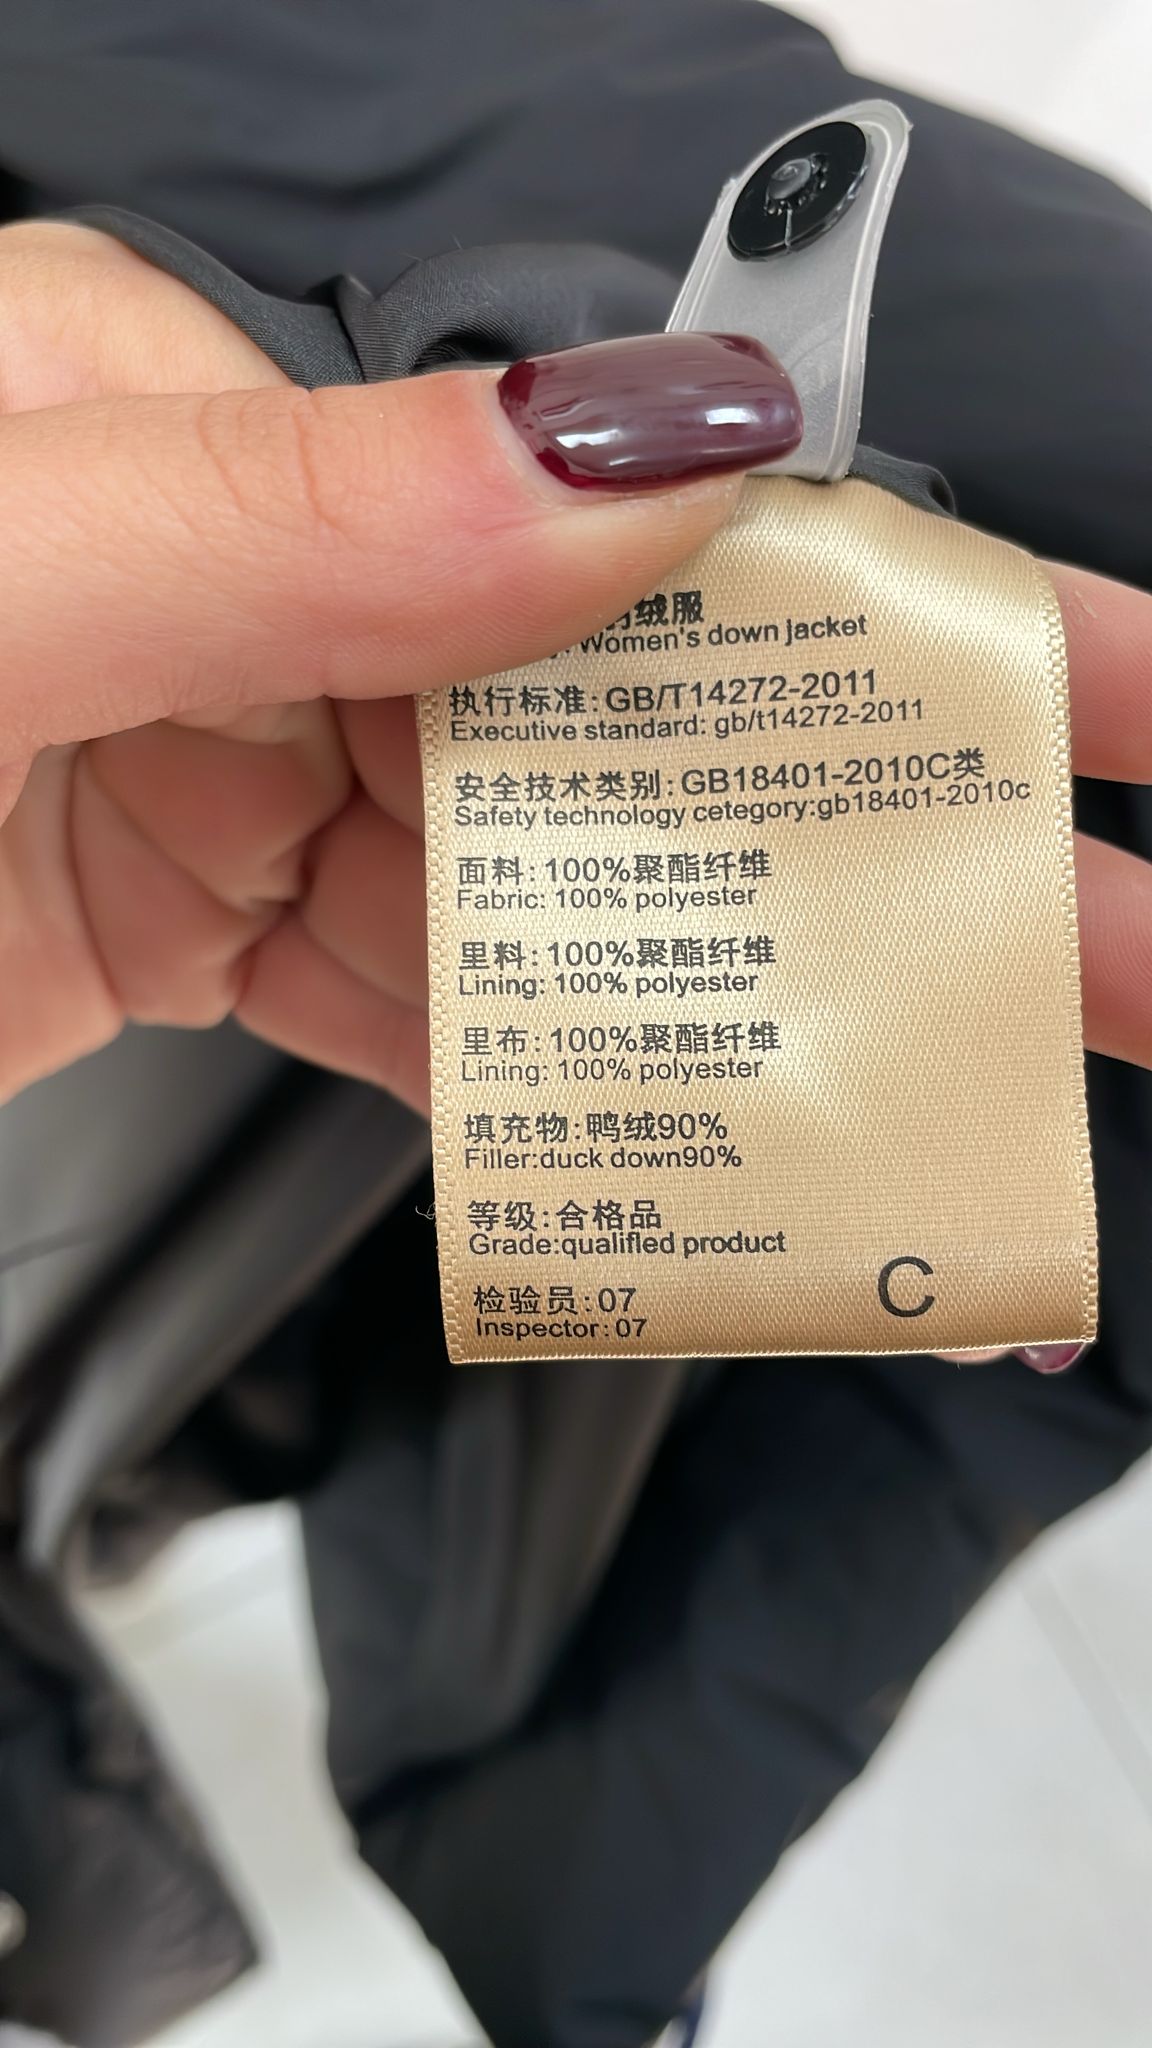 绒服
Women's down jacket
执行标准:GB/T14272-2011
Executive standard: gb/t14272-2011
安全技术类别:GB18401-2010C类
Safety technology cetegory:gb18401-2010c
面料:100%聚酯纤维
Fabric: 100% polyester
里料:100%聚酯纤维
Lining: 100% polyester
里布:100%聚酯纤维
Lining: 100% polyester
填充物:鸭绒90%
Filler:duck down90%
等级:合格品
Grade:qualified product
检验员:07
Inspector:07
C